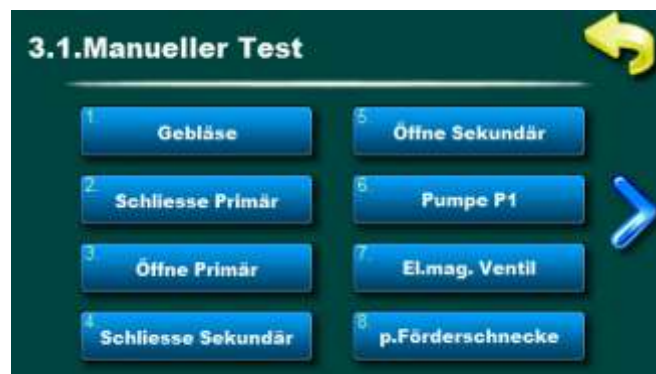 3.1.Manueller Test
1. Gebläse
2. Schliesse Primär
3. Öffne Primär
4. Schliesse Sekundär
5. Öffne Sekundär
6. Pumpe P1
7. El.mag. Ventil
8. p.Förderschnecke